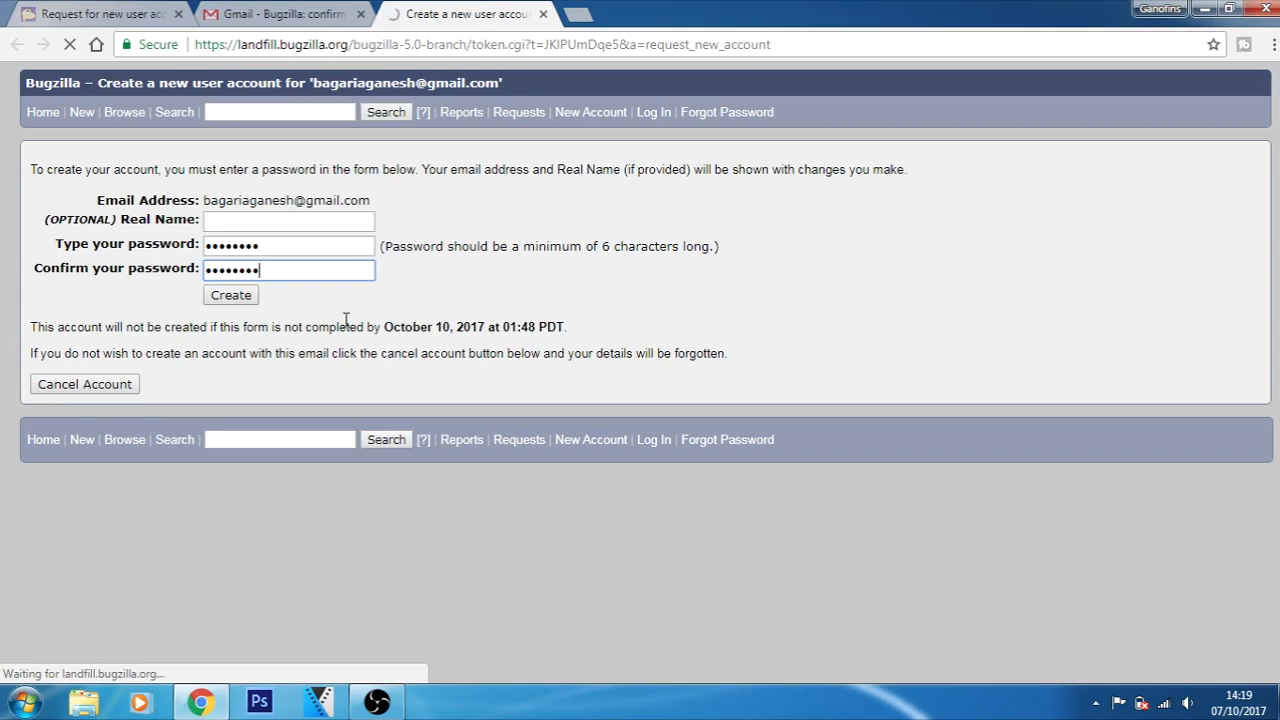 Request for new user acco
Gmail - Bugzilla: confirm
Create a new user accou
Ganofins
Secure
https://landfill.bugzilla.org/bugzilla-5.0-branch/token.cgi?t=JKIPUmDqe5&a=request_new_account
Bugzilla – Create a new user account for 'bagariaganesh@gmail.com'
Home | New | Browse | Search | Search [?] | Reports | Requests | New Account | Log In | Forgot Password
To create your account, you must enter a password in the form below. Your email address and Real Name (if provided) will be shown with changes you make.
Email Address: bagariaganesh@gmail.com
(OPTIONAL) Real Name:
Type your password: •••••••• (Password should be a minimum of 6 characters long.)
Confirm your password: ••••••••
Create
This account will not be created if this form is not completed by October 10, 2017 at 01:48 PDT.
If you do not wish to create an account with this email click the cancel account button below and your details will be forgotten.
Cancel Account
Home | New | Browse | Search | Search [?] | Reports | Requests | New Account | Log In | Forgot Password
Waiting for landfill.bugzilla.org...
Ps
14:19
07/10/2017